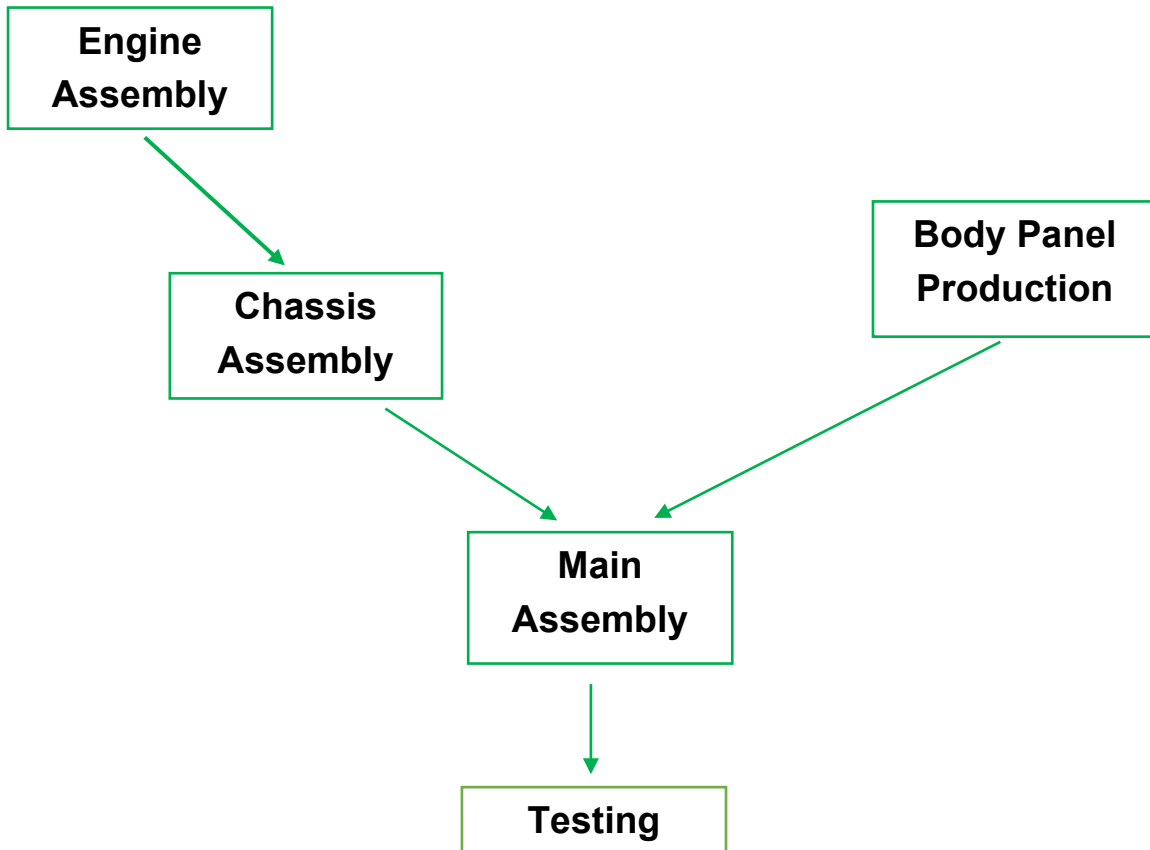 Engine
Assembly
Body Panel
Production
Chassis
Assembly
Main
Assembly
Testing